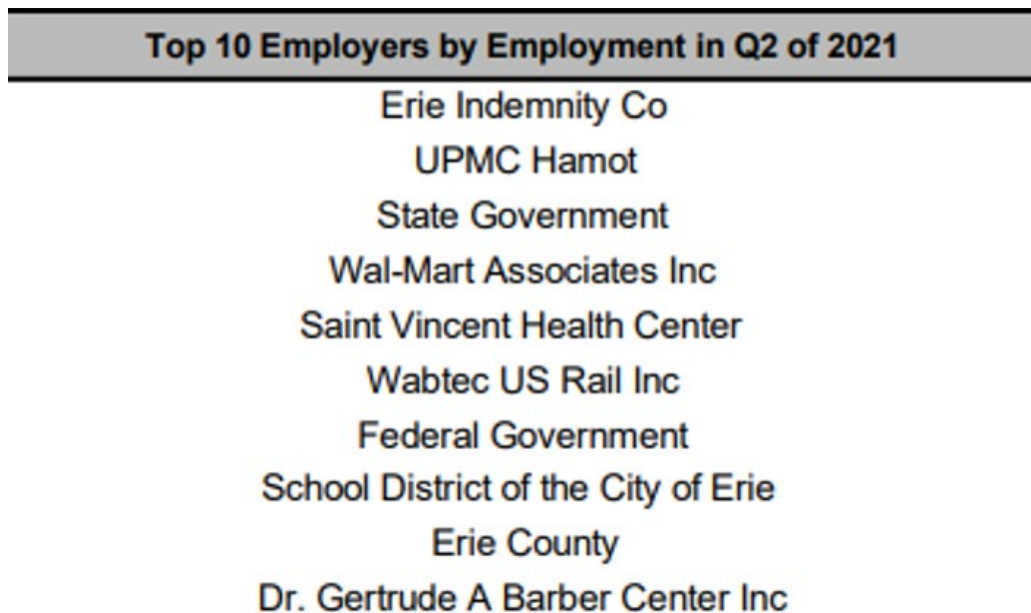 Top 10 Employers by Employment in Q2 of 2021
Erie Indemnity Co
UPMC Hamot
State Government
Wal-Mart Associates Inc
Saint Vincent Health Center
Wabtec US Rail Inc
Federal Government
School District of the City of Erie
Erie County
Dr. Gertrude A Barber Center Inc